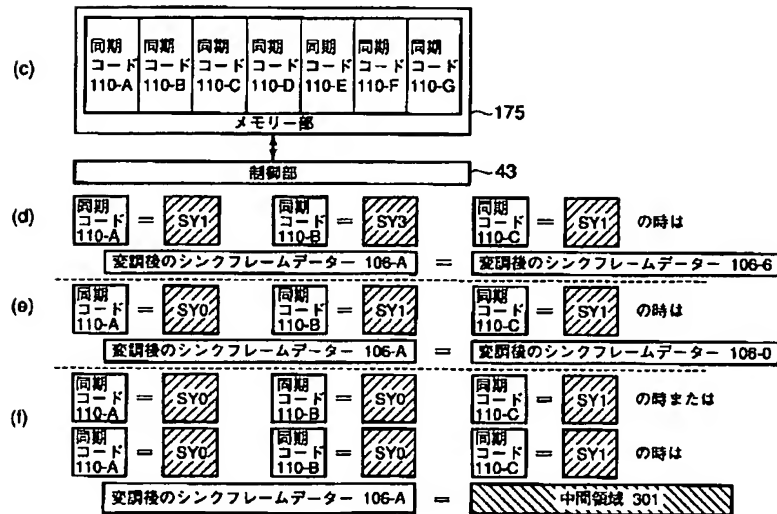 (c)
同期 同期 同期 同期 同期 同期 同期
コード コード コード コード コード コード コード
110-A 110-B 110-C 110-D 110-E 110-F 110-G
メモリー部
175
制御部
43
(d)
同期コード 110-A = SY1 同期コード 110-B = SY3 同期コード 110-C = SY1 の時は
変調後のシンクフレームデーター 106-A = 変調後のシンクフレームデーター 106-6
(e)
同期コード 110-A = SY0 同期コード 110-B = SY1 同期コード 110-C = SY1 の時は
変調後のシンクフレームデーター 106-A = 変調後のシンクフレームデーター 106-0
(f)
同期コード 110-A = SY0 同期コード 110-B = SY0 同期コード 110-C = SY1 の時または
同期コード 110-A = SY0 同期コード 110-B = SY0 同期コード 110-C = SY1 の時は
変調後のシンクフレームデーター 106-A = 中間領域 301